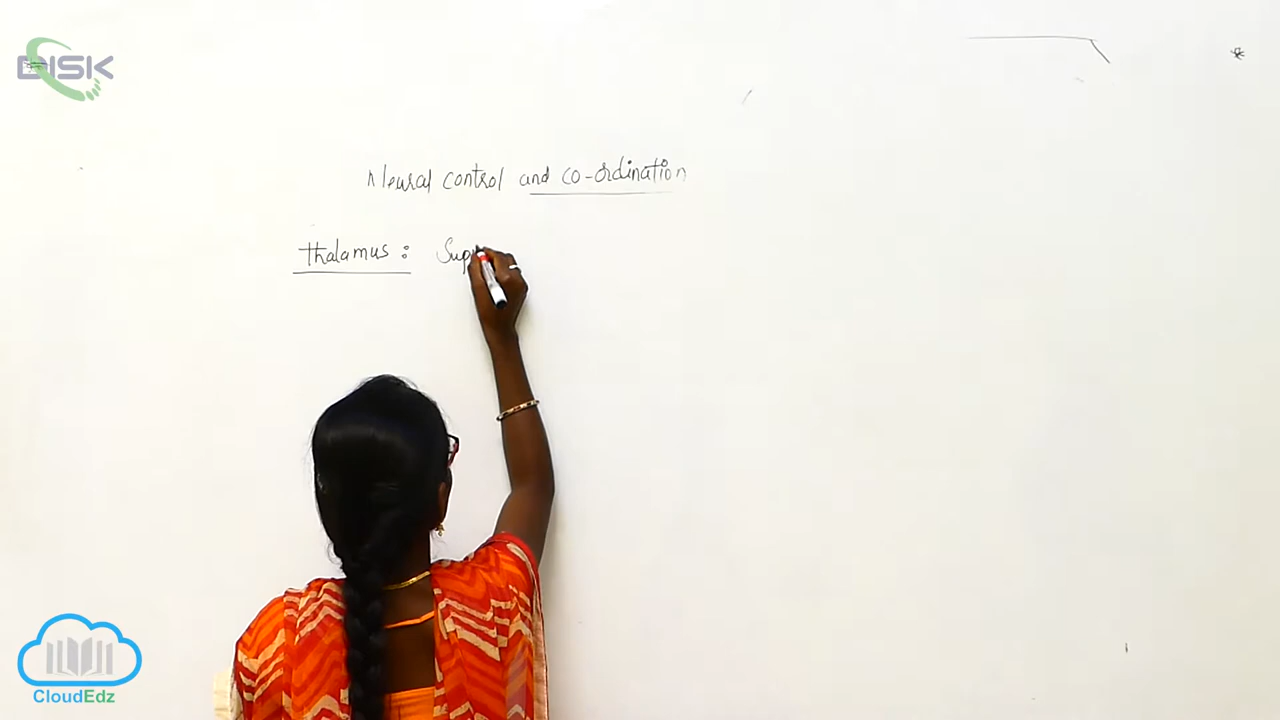 DISK
Neural control and co-ordination
Thalamus : Sup
CloudEdz